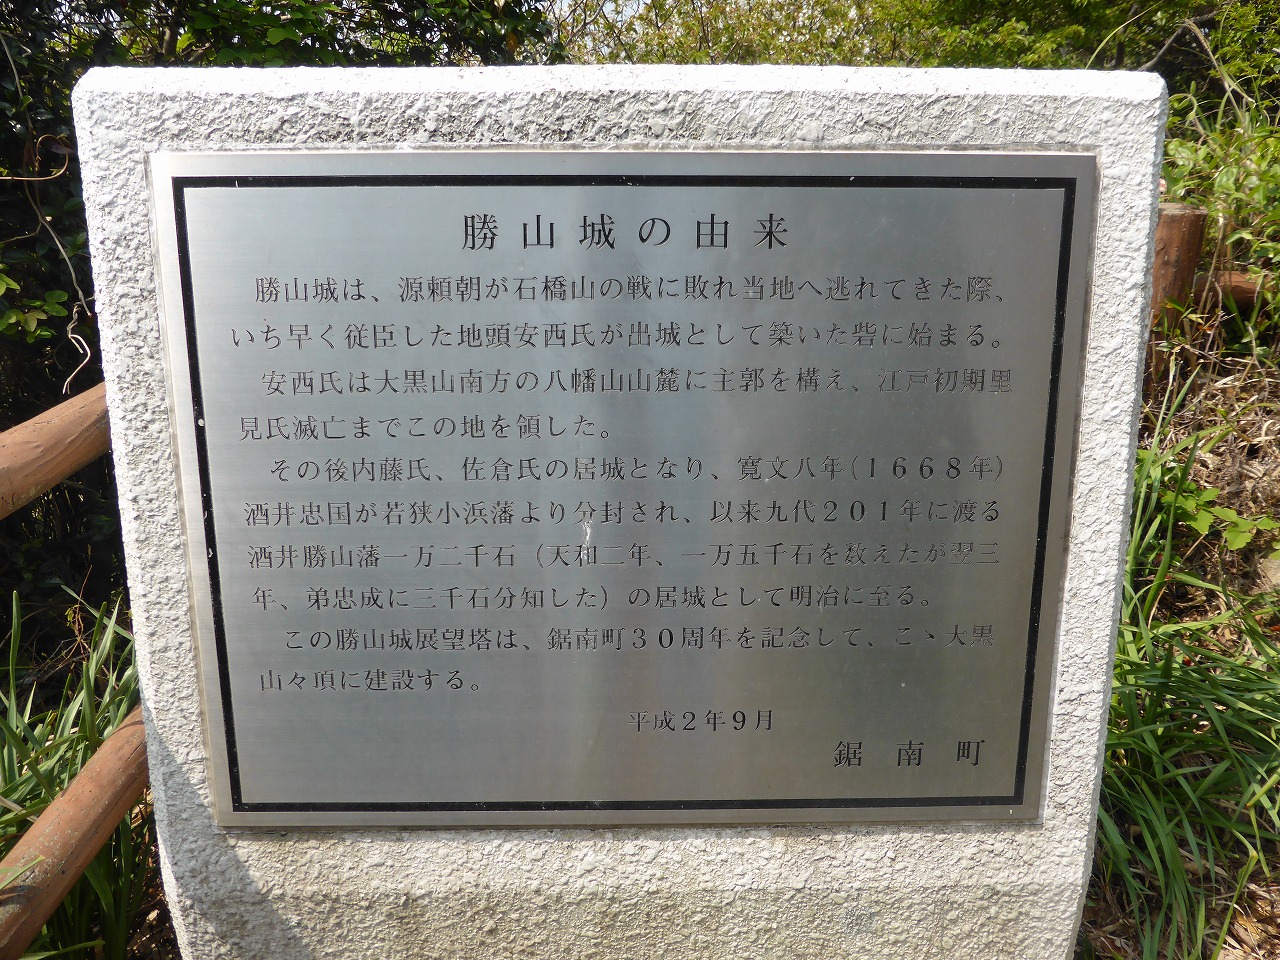 勝山城の由来
勝山城は、源頼朝が石橋山の戦に敗れ当地へ逃れてきた際、
いち早く従臣した地頭安西氏が出城として築いた砦に始まる。
安西氏は大黒山南方の八幡山山麓に主郭を構え、江戸初期里
見氏滅亡までこの地を領した。
その後内藤氏、佐倉氏の居城となり、寛文八年(1668年)
酒井忠国が若狭小浜藩より分封され、以来九代201年に渡る
酒井勝山藩一万二千石(天和二年、一万五千石を数えたが翌三
年、弟忠成に三千石分知した)の居城として明治に至る。
この勝山城展望塔は、鋸南町30周年を記念して、こゝ大黒
山々頂に建設する。
平成2年9月
鋸南町